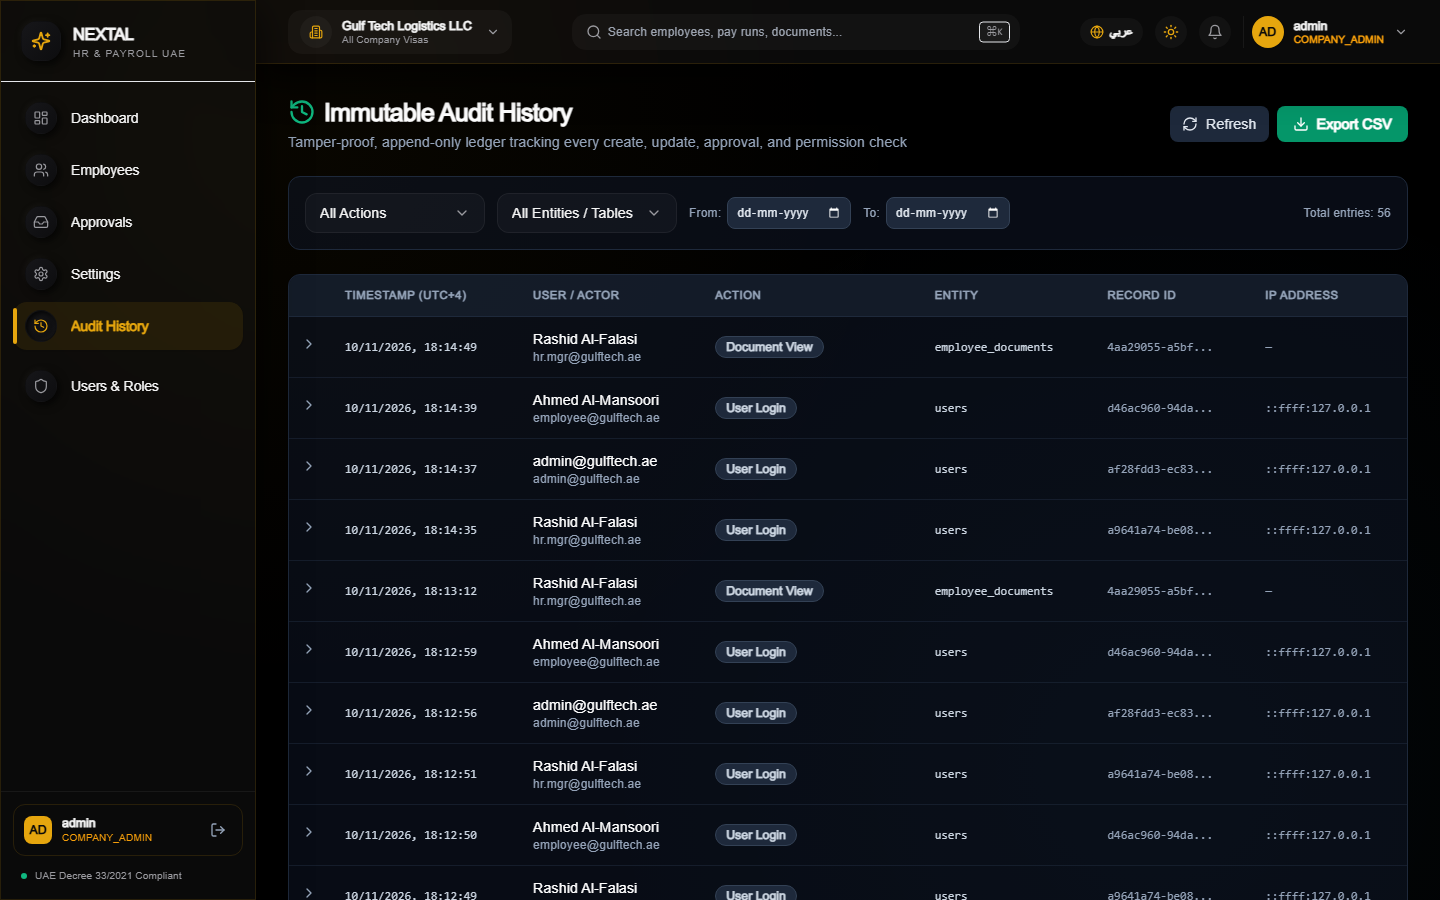 NEXTAL
HR & PAYROLL UAE
Gulf Tech Logistics LLC
All Company Visas
Search employees, pay runs, documents...
⌘K
عربي
AD
admin
COMPANY_ADMIN
Dashboard
Employees
Approvals
Settings
Audit History
Users & Roles
Immutable Audit History
Tamper-proof, append-only ledger tracking every create, update, approval, and permission check
Refresh
Export CSV
All Actions
All Entities / Tables
From: dd-mm-yyyy
To: dd-mm-yyyy
Total entries: 56
TIMESTAMP (UTC+4) USER / ACTOR ACTION ENTITY RECORD ID IP ADDRESS
10/11/2026, 18:14:49 Rashid Al-Falasi Document View employee_documents 4aa29055-a5bf... —
hr.mgr@gulftech.ae
10/11/2026, 18:14:39 Ahmed Al-Mansoori User Login users d46ac960-94da... ::ffff:127.0.0.1
employee@gulftech.ae
10/11/2026, 18:14:37 admin@gulftech.ae User Login users af28fdd3-ec83... ::ffff:127.0.0.1
admin@gulftech.ae
10/11/2026, 18:14:35 Rashid Al-Falasi User Login users a9641a74-be08... ::ffff:127.0.0.1
hr.mgr@gulftech.ae
10/11/2026, 18:13:12 Rashid Al-Falasi Document View employee_documents 4aa29055-a5bf... —
hr.mgr@gulftech.ae
10/11/2026, 18:12:59 Ahmed Al-Mansoori User Login users d46ac960-94da... ::ffff:127.0.0.1
employee@gulftech.ae
10/11/2026, 18:12:56 admin@gulftech.ae User Login users af28fdd3-ec83... ::ffff:127.0.0.1
admin@gulftech.ae
10/11/2026, 18:12:51 Rashid Al-Falasi User Login users a9641a74-be08... ::ffff:127.0.0.1
hr.mgr@gulftech.ae
10/11/2026, 18:12:50 Ahmed Al-Mansoori User Login users d46ac960-94da... ::ffff:127.0.0.1
employee@gulftech.ae
10/11/2026, 18:12:49 Rashid Al-Falasi User Login users a9641a74-be08... ::ffff:127.0.0.1
AD
admin
COMPANY_ADMIN
UAE Decree 33/2021 Compliant